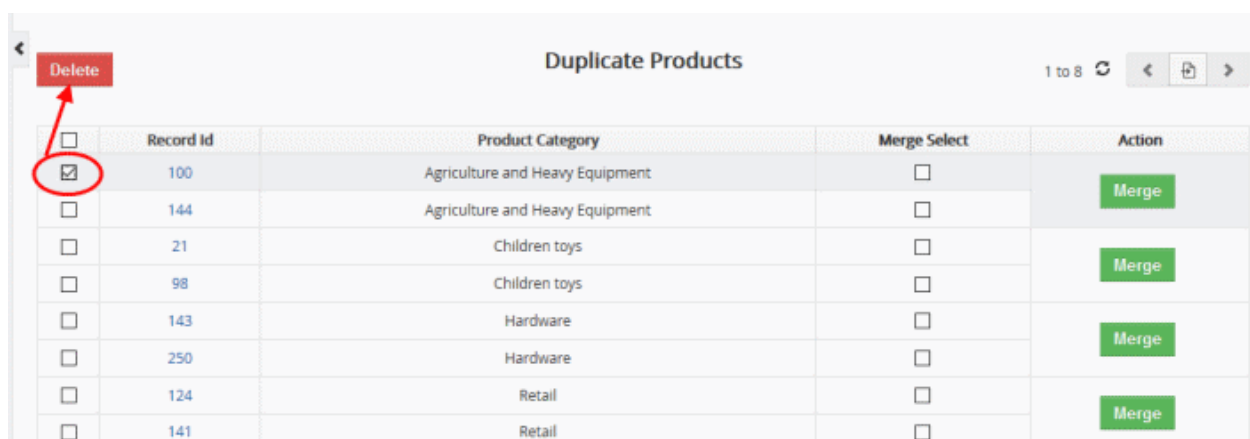 Duplicate Products
Delete
1 to 8
Record Id Product Category Merge Select Action
100 Agriculture and Heavy Equipment
Merge
144 Agriculture and Heavy Equipment
21 Children toys
Merge
98 Children toys
143 Hardware
Merge
250 Hardware
124 Retail
Merge
141 Retail